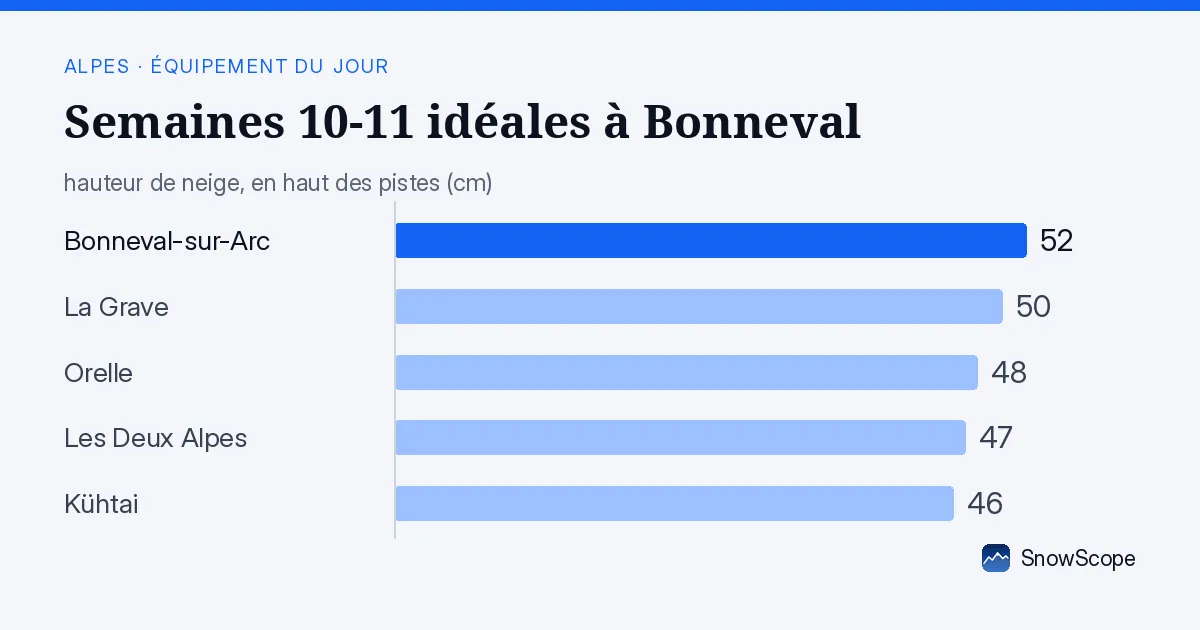 ALPES · ÉQUIPEMENT DU JOUR
Semaines 10-11 idéales à Bonneval
hauteur de neige, en haut des pistes (cm)
Bonneval-sur-Arc 52
La Grave 50
Orelle 48
Les Deux Alpes 47
Kühtai 46
SnowScope